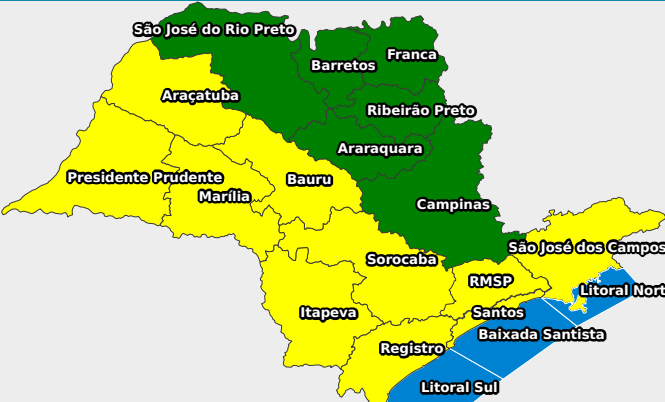 São José do Rio Preto
Barretos
Franca
Araçatuba
Ribeirão Preto
Araraquara
Presidente Prudente
Bauru
Marília
Campinas
São José dos Campos
Sorocaba
RMSP
Litoral Nort
Itapeva
Santos
Baixada Santista
Registro
Litoral Sul